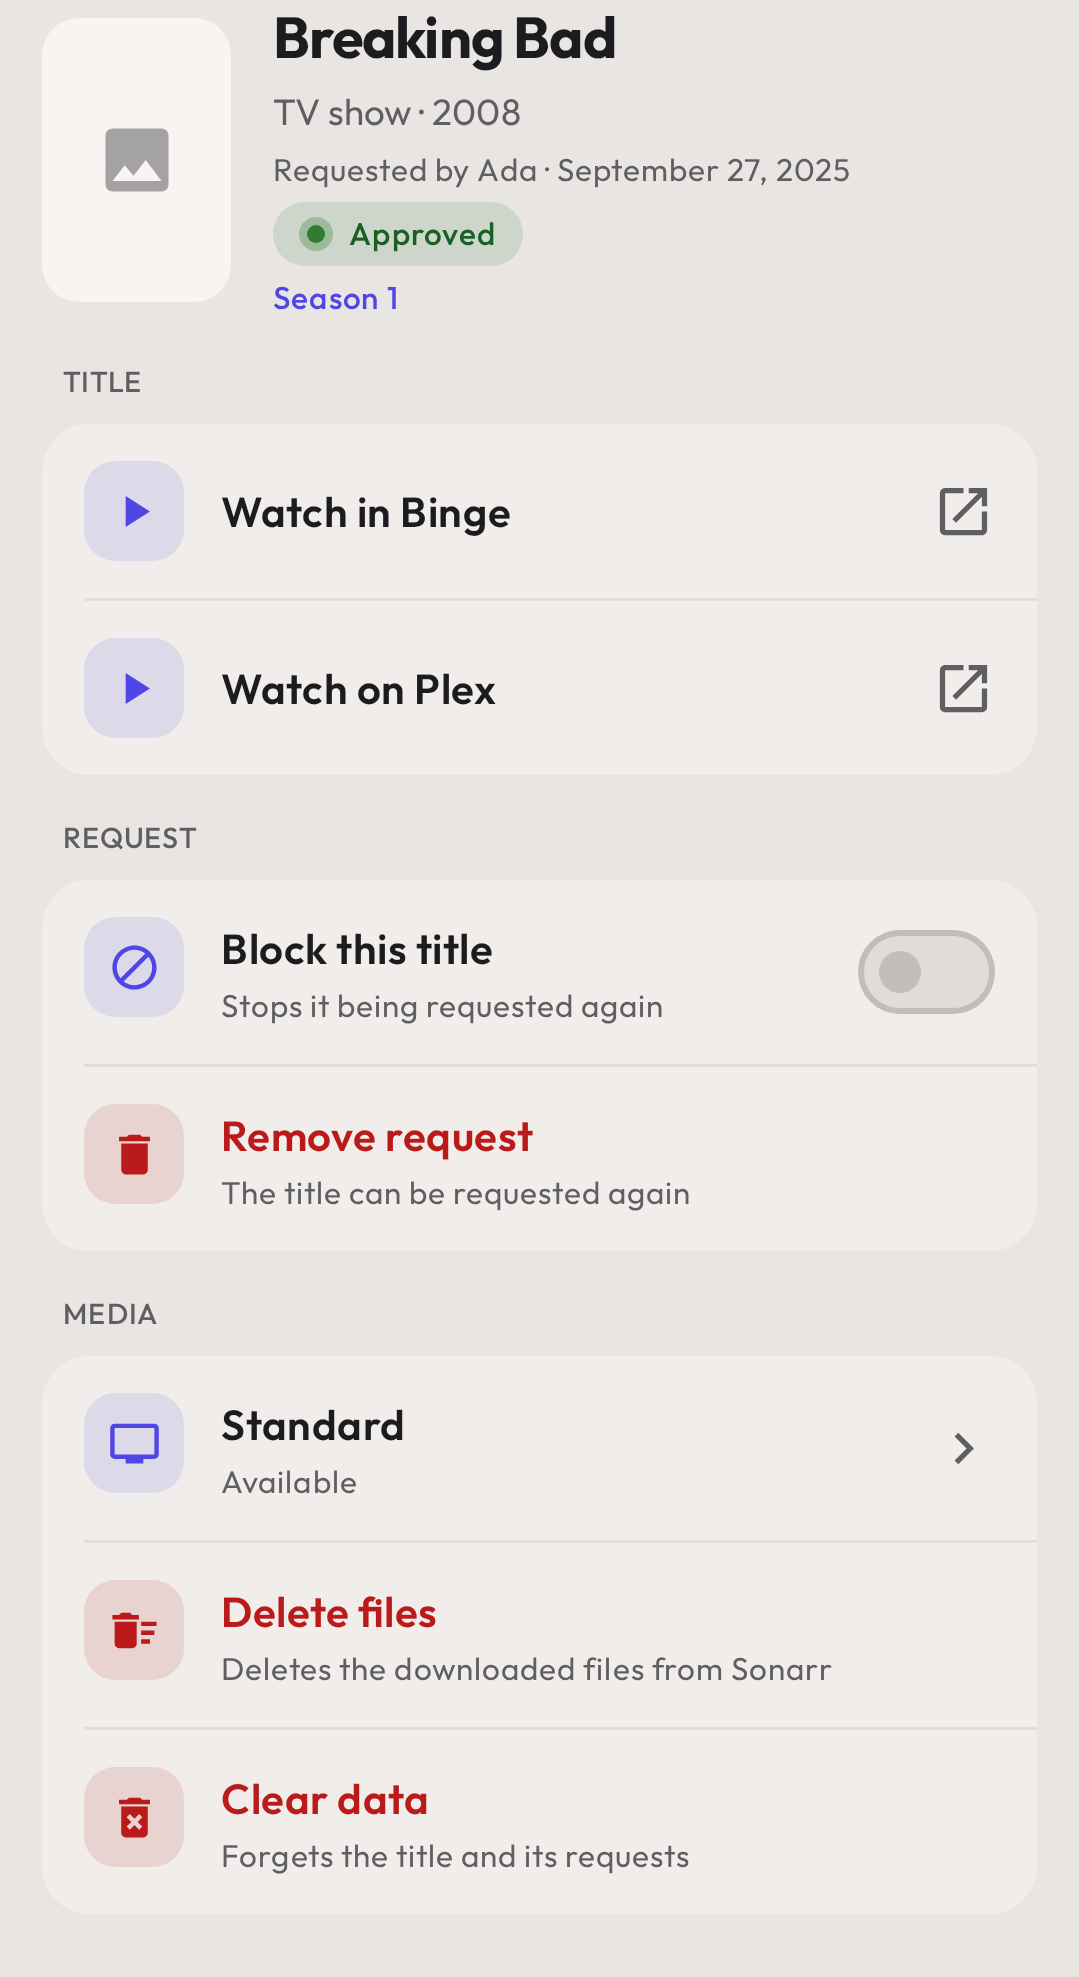 Breaking Bad
TV show · 2008
Requested by Ada · September 27, 2025
Approved
Season 1
TITLE
Watch in Binge
Watch on Plex
REQUEST
Block this title
Stops it being requested again
Remove request
The title can be requested again
MEDIA
Standard
Available
Delete files
Deletes the downloaded files from Sonarr
Clear data
Forgets the title and its requests